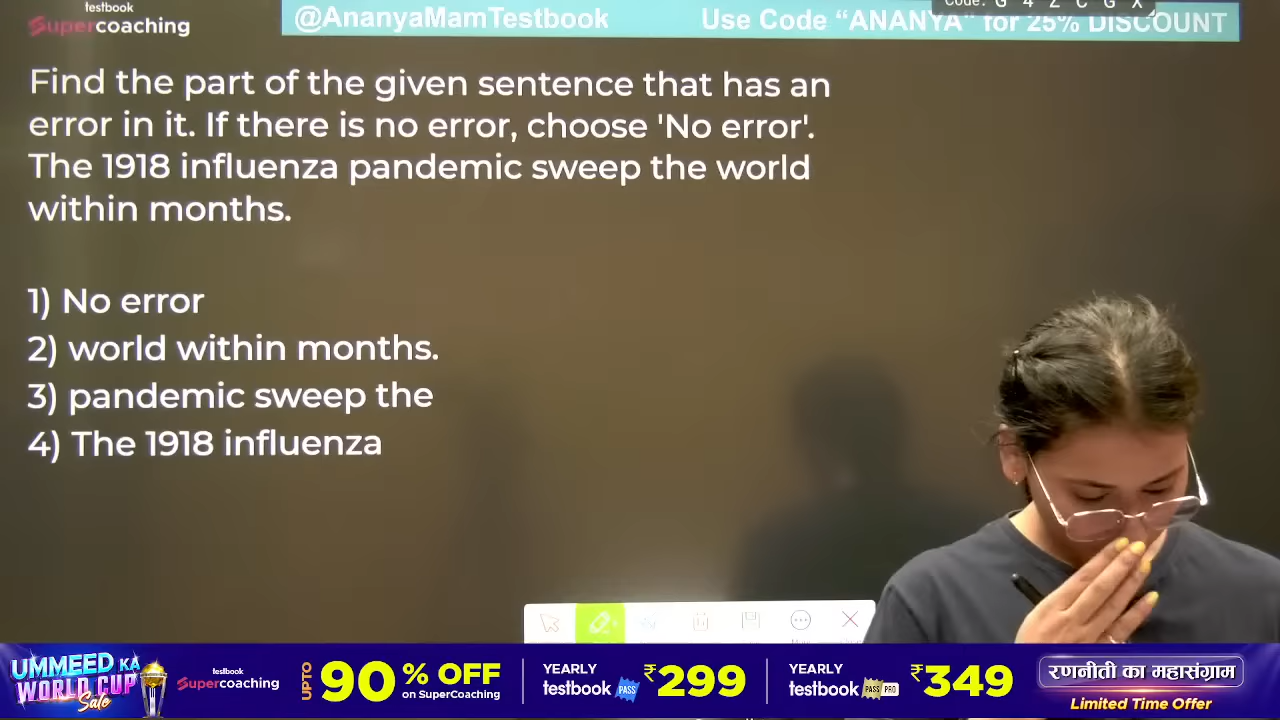 testbook
Supercoaching
@AnanyaMamTestbook
Use Code “ANANYA” for 25% DISCOUNT
Code: G 4 Z C G X
Find the part of the given sentence that has an
error in it. If there is no error, choose 'No error'.
The 1918 influenza pandemic sweep the world
within months.
1) No error
2) world within months.
3) pandemic sweep the
4) The 1918 influenza
UMMEED KA
WORLD CUP
Sale
testbook
Supercoaching
UPTO 90% OFF
on SuperCoaching
YEARLY
testbook PASS
₹299
YEARLY
testbook PASS PRO
₹349
रणनीती का महासंग्राम
Limited Time Offer